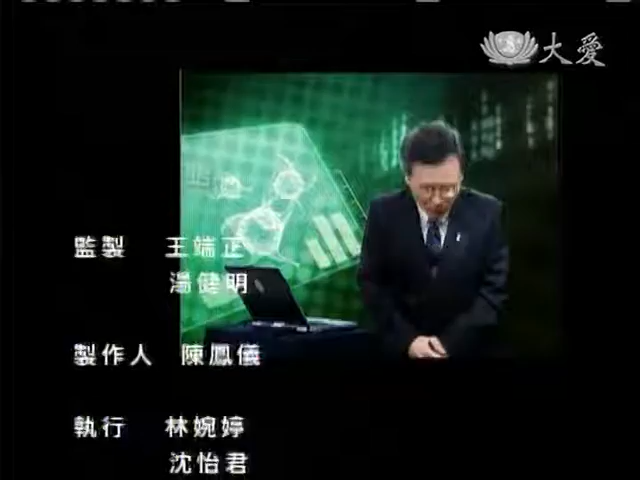 大愛
監製 王端正
湯健明
製作人 陳鳳儀
執行 林婉婷
沈怡君